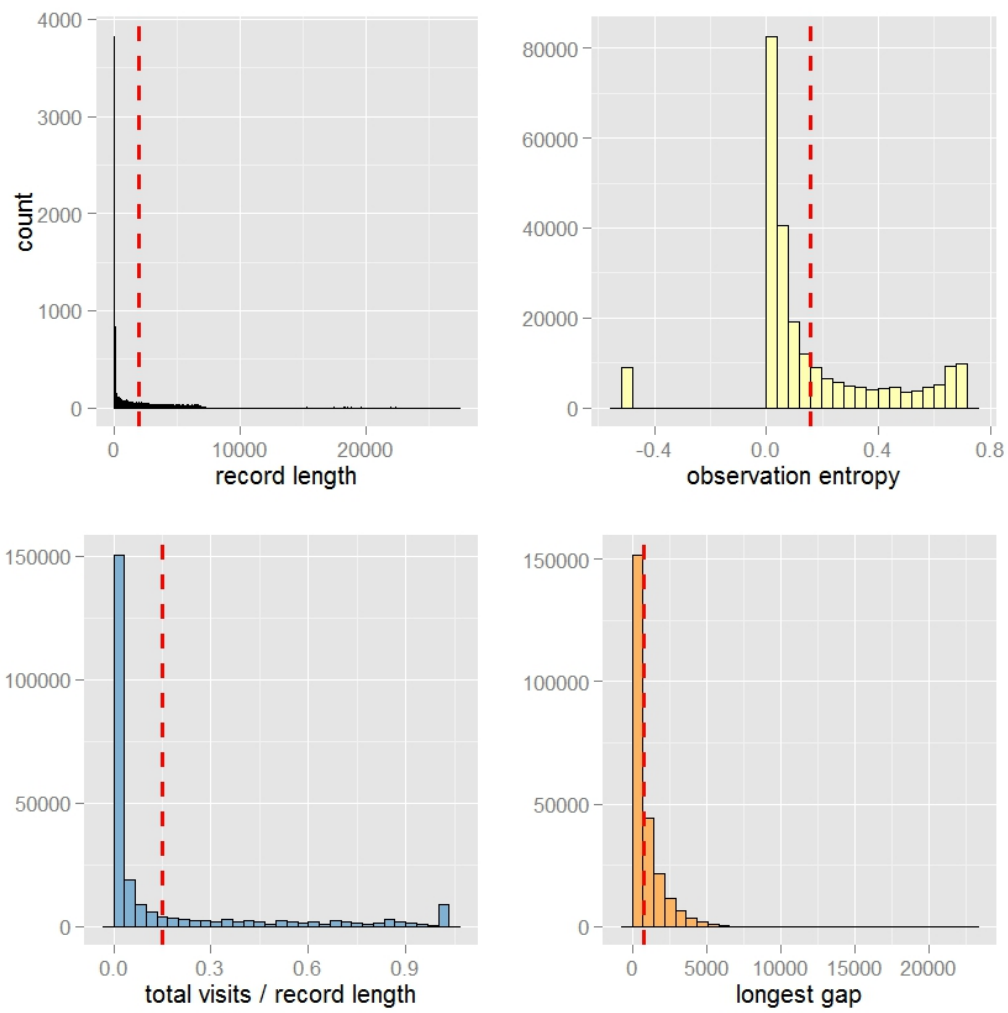 4000
3000
2000
1000
0
count
0 10000 20000
record length
80000
60000
40000
20000
0
-0.4 0.0 0.4 0.8
observation entropy
150000
100000
50000
0
0.0 0.3 0.6 0.9
total visits / record length
150000
100000
50000
0
0 5000 10000 15000 20000
longest gap